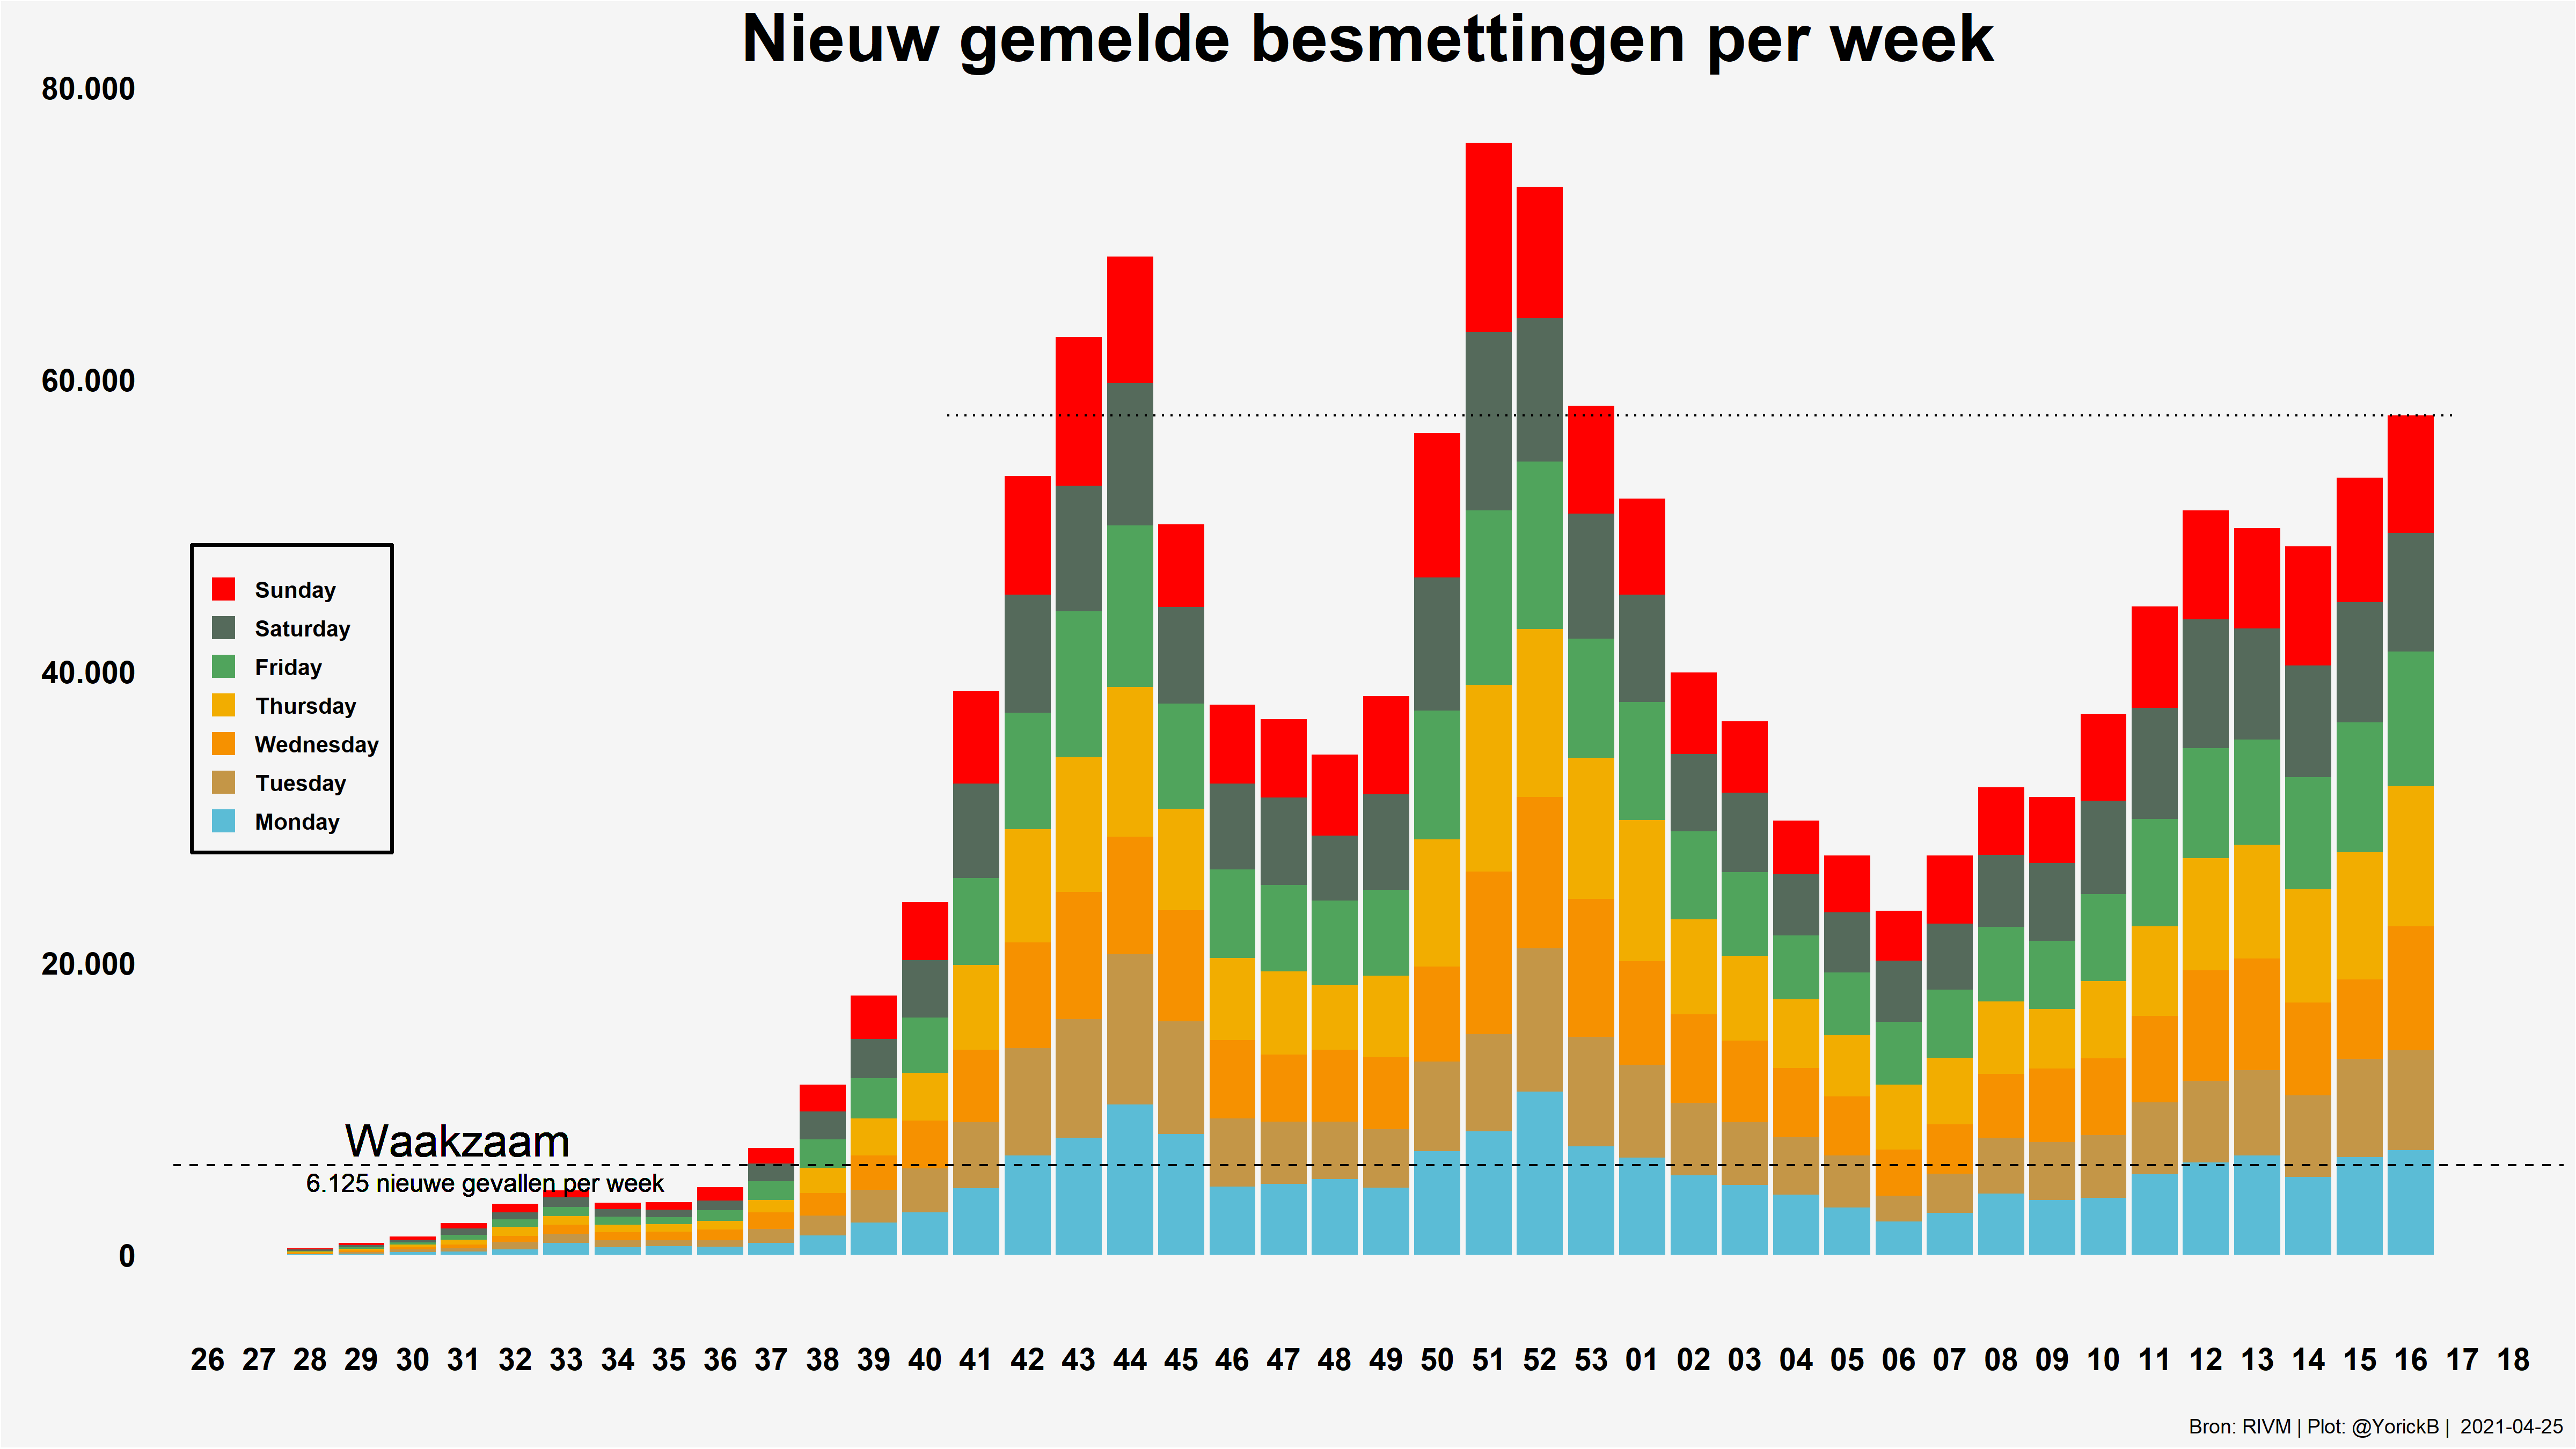 Nieuw gemelde besmettingen per week
80.000
60.000
40.000
20.000
0
Sunday
Saturday
Friday
Thursday
Wednesday
Tuesday
Monday
Waakzaam
6.125 nieuwe gevallen per week
26 27 28 29 30 31 32 33 34 35 36 37 38 39 40 41 42 43 44 45 46 47 48 49 50 51 52 53 01 02 03 04 05 06 07 08 09 10 11 12 13 14 15 16 17 18
Bron: RIVM | Plot: @YorickB | 2021-04-25